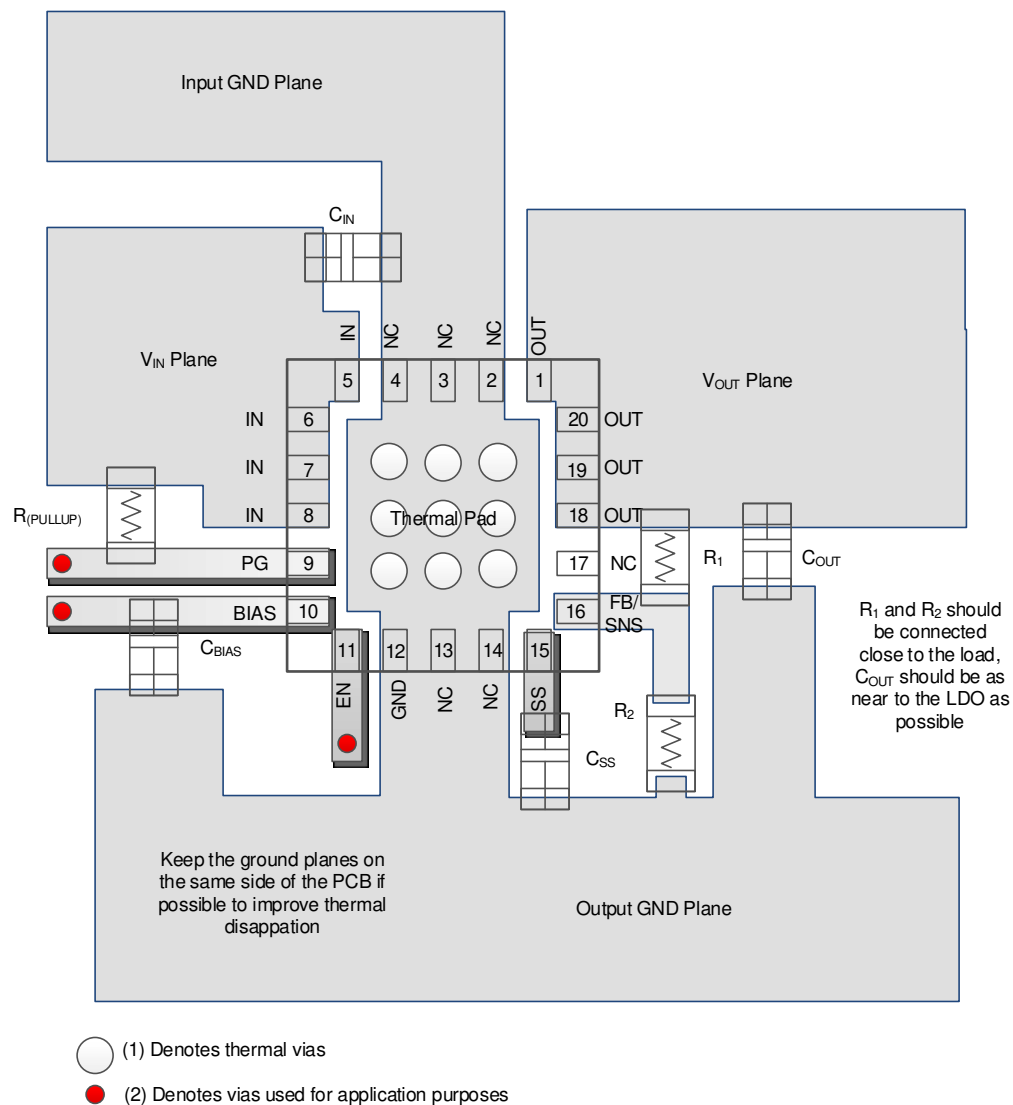 Input GND Plane
CIN
VIN Plane
IN
NC
NC
NC
OUT
VOUT Plane
5
4
3
2
1
IN
6
20
OUT
IN
7
19
OUT
IN
8
Thermal Pad
18
OUT
R(PULLUP)
PG
9
17
NC
R1
COUT
BIAS
10
16
FB/
SNS
CBIAS
11
12
13
14
15
EN
GND
NC
NC
SS
R2
CSS
R1 and R2 should
be connected
close to the load,
COUT should be as
near to the LDO as
possible
Keep the ground planes on
the same side of the PCB if
possible to improve thermal
disappation
Output GND Plane
(1) Denotes thermal vias
(2) Denotes vias used for application purposes